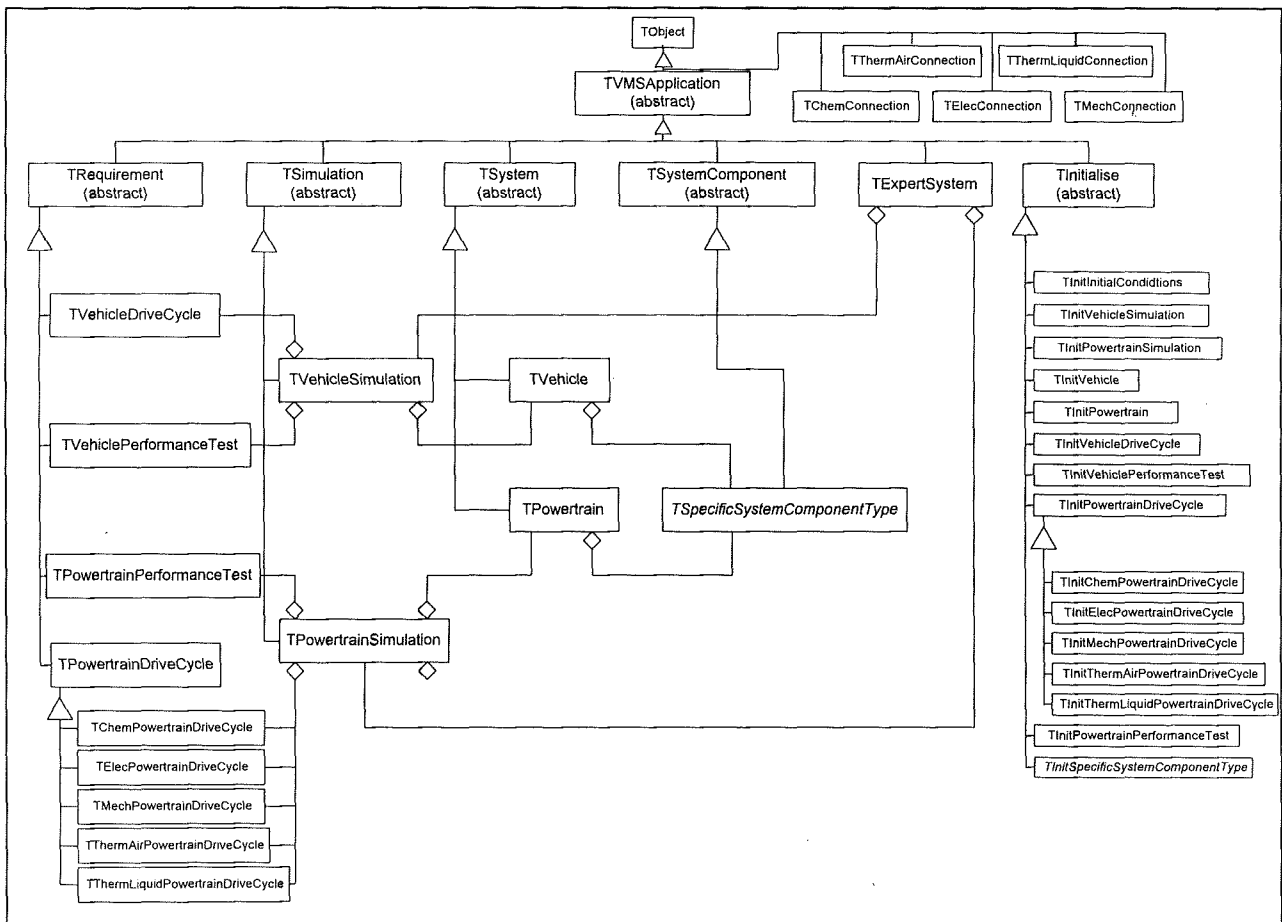 TObject
TThermAirConnection
TThermLiquidConnection
TVMSApplication
(abstract)
TChemConnection
TElecConnection
TMechConnection
TRequirement
(abstract)
TSimulation
(abstract)
TSystem
(abstract)
TSystemComponent
(abstract)
TExpertSystem
TInitialise
(abstract)
TVehicleDriveCycle
TVehicleSimulation
TVehicle
TVehiclePerformanceTest
TPowertrain
TSpecificSystemComponentType
TPowertrainPerformanceTest
TPowertrainSimulation
TPowertrainDriveCycle
TChemPowertrainDriveCycle
TElecPowertrainDriveCycle
TMechPowertrainDriveCycle
TThermAirPowertrainDriveCycle
TThermLiquidPowertrainDriveCycle
TInitInitialCondidtions
TInitVehicleSimulation
TInitPowertrainSimulation
TInitVehicle
TInitPowertrain
TInitVehicleDriveCycle
TInitVehiclePerformanceTest
TInitPowertrainDriveCycle
TInitChemPowertrainDriveCycle
TInitElecPowertrainDriveCycle
TInitMechPowertrainDriveCycle
TInitThermAirPowertrainDriveCycle
TInitThermLiquidPowertrainDriveCycle
TInitPowertrainPerformanceTest
TInitSpecificSystemComponentType